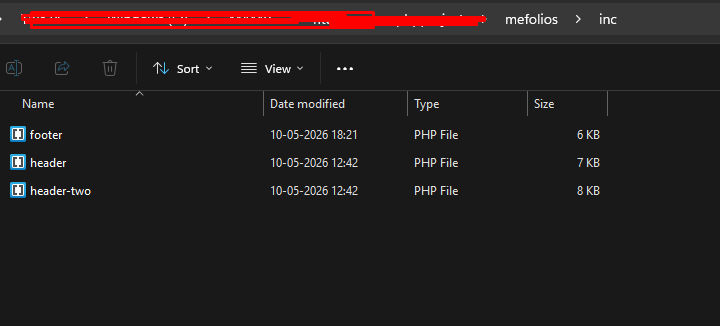 mefolios > inc
Sort View
Name Date modified Type Size
footer 10-05-2026 18:21 PHP File 6 KB
header 10-05-2026 12:42 PHP File 7 KB
header-two 10-05-2026 12:42 PHP File 8 KB